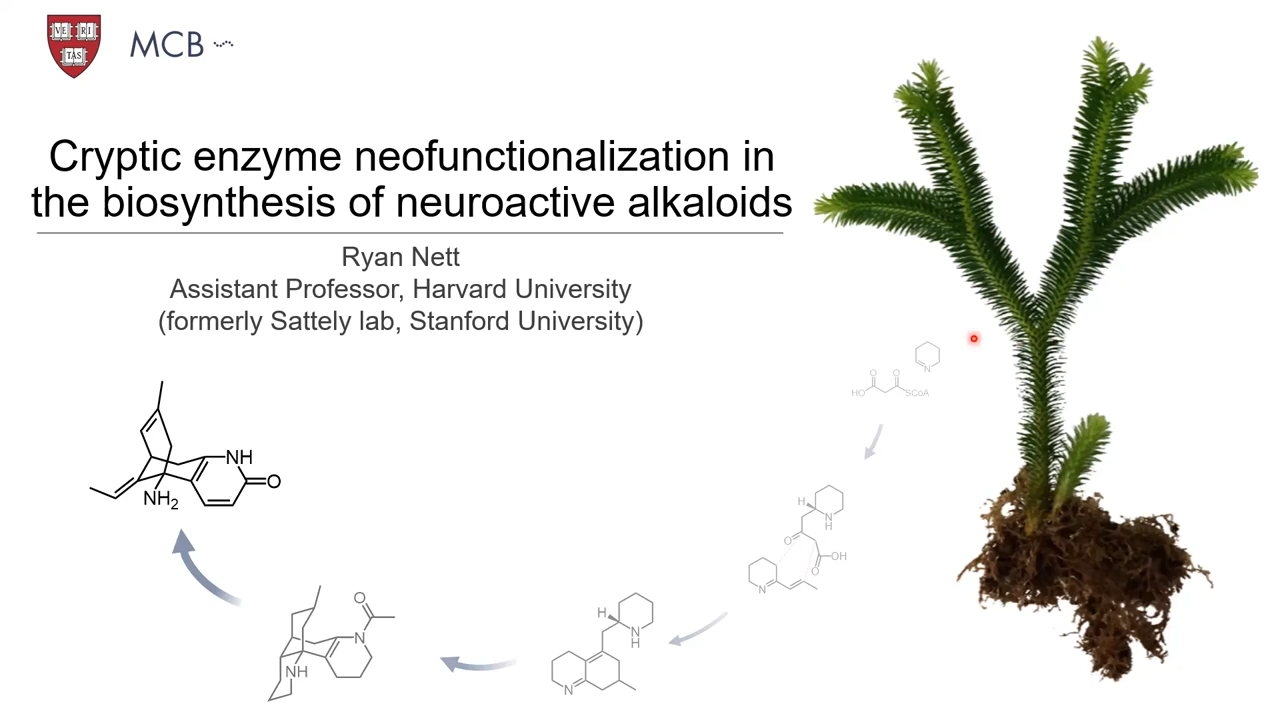 VE RI
TAS
MCB
Cryptic enzyme neofunctionalization in
the biosynthesis of neuroactive alkaloids
Ryan Nett
Assistant Professor, Harvard University
(formerly Sattely lab, Stanford University)
N
O O
HO SCoA
NH
O
NH2
H
N
H
O
OH
O
N
O
N
NH
H
N
H
N